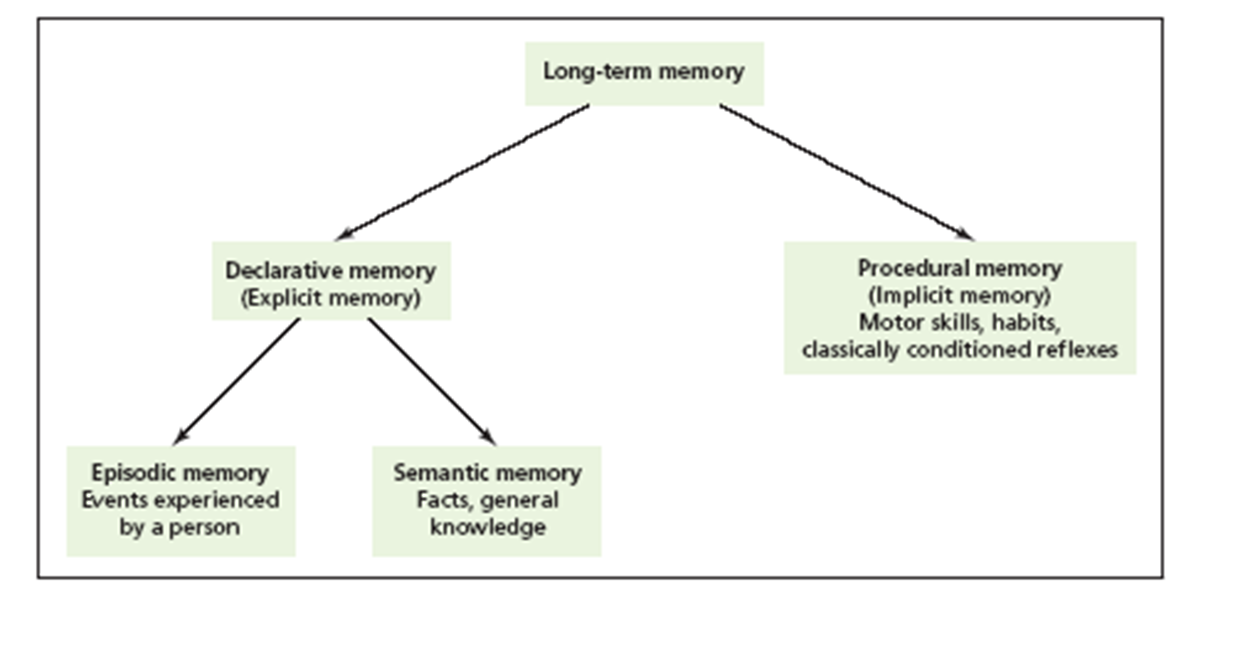 Long-term memory
Declarative memory
(Explicit memory)
Procedural memory
(Implicit memory)
Motor skills, habits,
classically conditioned reflexes
Episodic memory
Events experienced
by a person
Semantic memory
Facts, general
knowledge